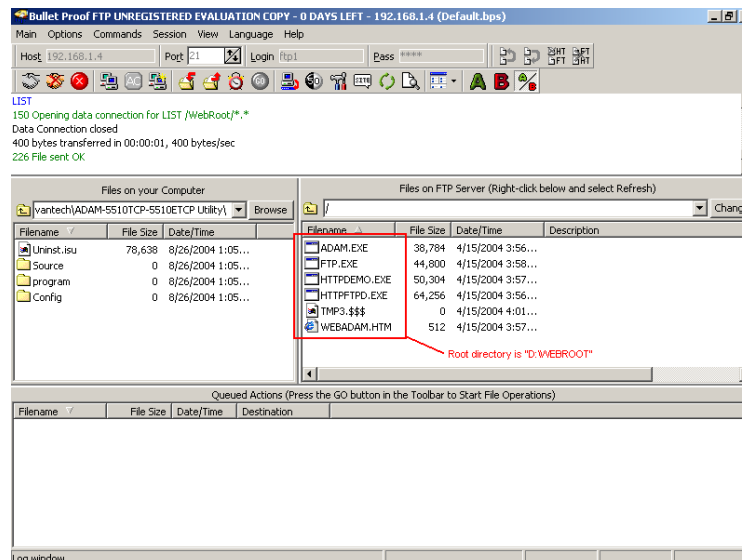 Bullet Proof FTP UNREGISTERED EVALUATION COPY - 0 DAYS LEFT - 192.168.1.4 (Default.bps)
Main Options Commands Session View Language Help
Host 192.168.1.4 Port 21 Login ftp1 Pass ****
LIST
150 Opening data connection for LIST /WebRoot/*.*
Data Connection closed
400 bytes transferred in 00:00:01, 400 bytes/sec
226 File sent OK
Files on your Computer
vantech\ADAM-5510TCP-5510ETCP Utility\ Browse
Filename File Size Date/Time
Uninst.isu 78,638 8/26/2004 1:05...
Source 0 8/26/2004 1:05...
program 0 8/26/2004 1:05...
Config 0 8/26/2004 1:05...
Files on FTP Server (Right-click below and select Refresh)
/ Chang
Filename File Size Date/Time Description
ADAM.EXE 38,784 4/15/2004 3:56...
FTP.EXE 44,800 4/15/2004 3:58...
HTTPDEMO.EXE 50,304 4/15/2004 3:57...
HTTPFTPD.EXE 64,256 4/15/2004 3:56...
TMP3.$$$ 0 4/15/2004 4:01...
WEBADAM.HTM 512 4/15/2004 3:57...
Root directory is "D:\WEBROOT"
Queued Actions (Press the GO button in the Toolbar to Start File Operations)
Filename File Size Date/Time Destination
Log window